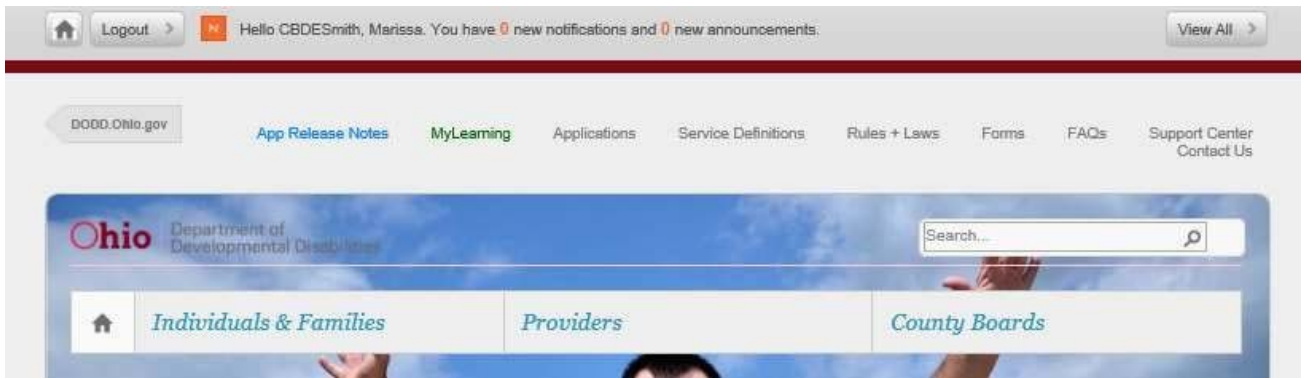 Logout
N
Hello CBDESmith, Marissa. You have 0 new notifications and 0 new announcements.
View All
DODD.Ohio.gov
App Release Notes MyLearning Applications Service Definitions Rules + Laws Forms FAQs Support Center
Contact Us
Ohio
Department of
Developmental Disabilities
Search...
Individuals & Families Providers County Boards